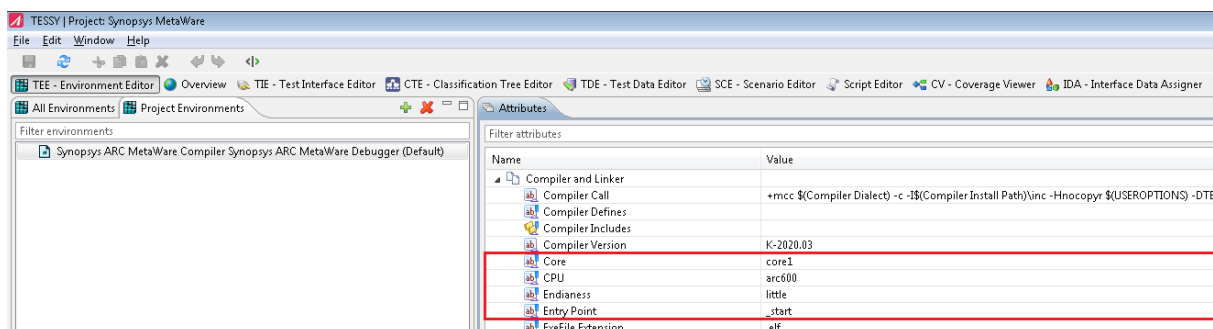 TESSY | Project: Synopsys MetaWare
File Edit Window Help
TEE - Environment Editor Overview TIE - Test Interface Editor CTE - Classification Tree Editor TDE - Test Data Editor SCE - Scenario Editor Script Editor CV - Coverage Viewer IDA - Interface Data Assigner
All Environments Project Environments
Attributes
Filter environments
Filter attributes
Synopsys ARC MetaWare Compiler Synopsys ARC MetaWare Debugger (Default)
Name Value
Compiler and Linker
Compiler Call +mcc $(Compiler Dialect) -c -I$(Compiler Install Path)\inc -Hnocopyr $(USEROPTIONS) -DTE
Compiler Defines
Compiler Includes
Compiler Version K-2020.03
Core core1
CPU arc600
Endianess little
Entry Point _start
ExeFile Extension .elf